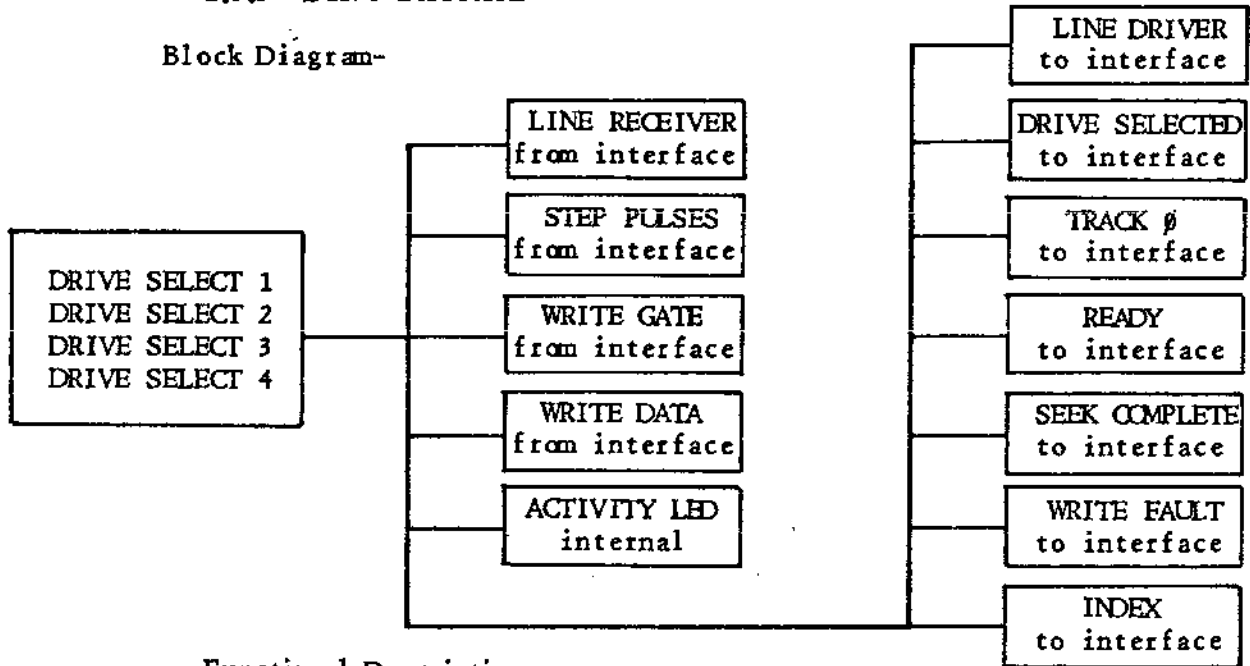 Block Diagram-
LINE RECEIVER
from interface
STEP PULSES
from interface
WRITE GATE
from interface
WRITE DATA
from interface
ACTIVITY LED
internal
DRIVE SELECT 1
DRIVE SELECT 2
DRIVE SELECT 3
DRIVE SELECT 4
LINE DRIVER
to interface
DRIVE SELECTED
to interface
TRACK Ø
to interface
READY
to interface
SEEK COMPLETE
to interface
WRITE FAULT
to interface
INDEX
to interface